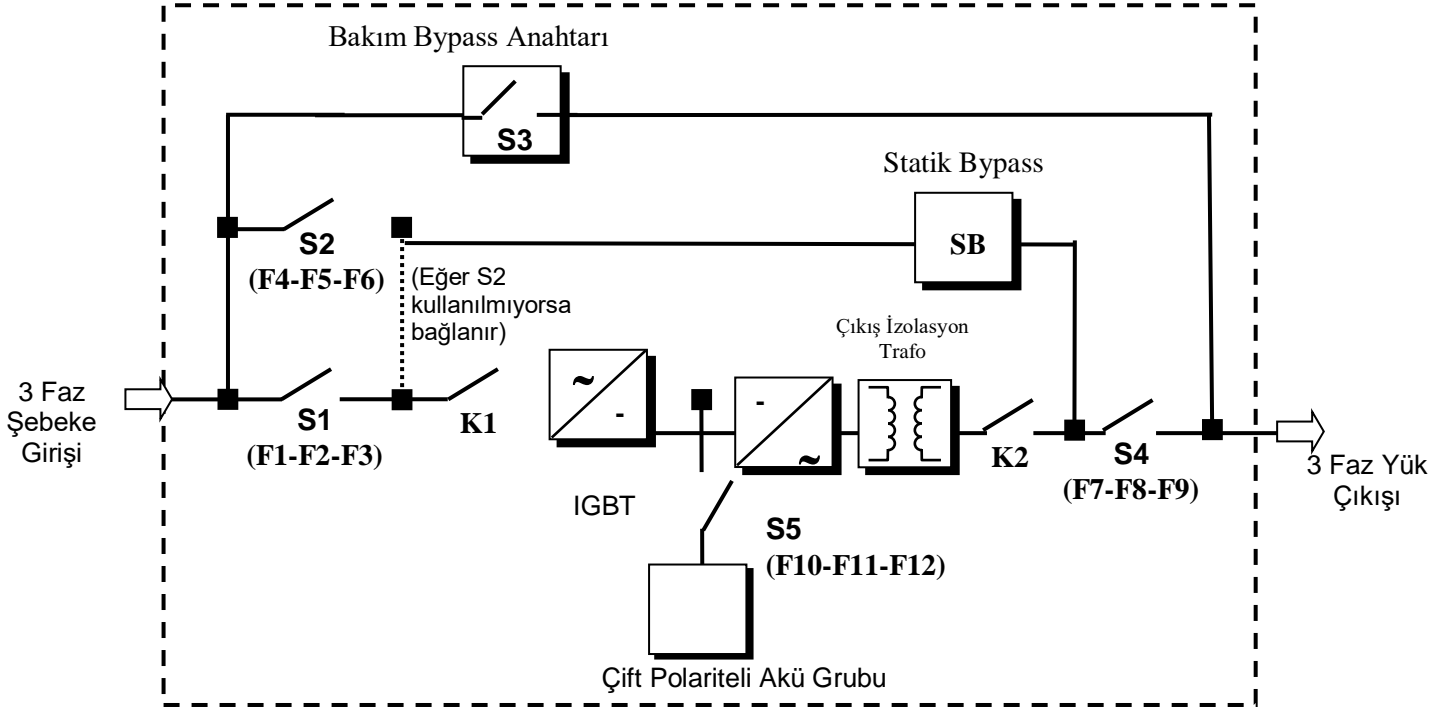 Bakım Bypass Anahtarı
S3
Statik Bypass
SB
S2
(F4-F5-F6)
(Eğer S2
kullanılmıyorsa
bağlanır)
Çıkış İzolasyon
Trafo
3 Faz
Şebeke
Girişi
S1
(F1-F2-F3)
K1
~
-
-
~
K2
S4
(F7-F8-F9)
3 Faz Yük
Çıkışı
IGBT
S5
(F10-F11-F12)
Çift Polariteli Akü Grubu